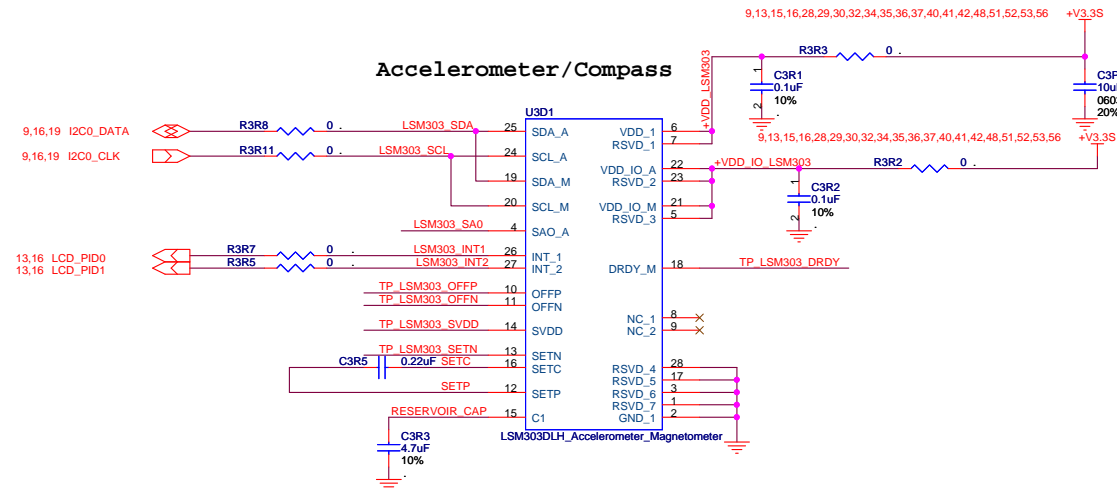 9,13,15,16,28,29,30,32,34,35,36,37,40,41,42,48,51,52,53,56 +V3.3S
Accelerometer/Compass
+VDD_LSM303
R3R3 0 .
1 C3R1 0.1uF 2 10% .
10u 060 20%
9,13,15,16,28,29,30,32,34,35,36,37,40,41,42,48,51,52,53,56 +V3.3S
U3D1
9,16,19 I2C0_DATA R3R8 0 . LSM303_SDA 25 SDA_A VDD_1 6
RSVD_1 7
9,16,19 I2C0_CLK R3R11 0 . LSM303_SCL 24 SCL_A
VDD_IO_A 22 +VDD_IO_LSM303 R3R2 0 .
19 SDA_M RSVD_2 23
1 C3R2 0.1uF 2 10% .
20 SCL_M VDD_IO_M 21
RSVD_3 5
LSM303_SA0 4 SAO_A
13,16 LCD_PID0 R3R7 0 . LSM303_INT1 26 INT_1
13,16 LCD_PID1 R3R5 0 . LSM303_INT2 27 INT_2 DRDY_M 18 TP_LSM303_DRDY
TP_LSM303_OFFP 10 OFFP
TP_LSM303_OFFN 11 OFFN
NC_1 8
TP_LSM303_SVDD 14 SVDD NC_2 9
TP_LSM303_SETN 13 SETN
C3R5 0.22uF SETC 16 SETC RSVD_4 28
RSVD_5 17
SETP 12 SETP RSVD_6 3
RSVD_7 1
RESERVOIR_CAP 15 C1 GND_1 2
LSM303DLH_Accelerometer_Magnetometer
C3R3
4.7uF
10%
.